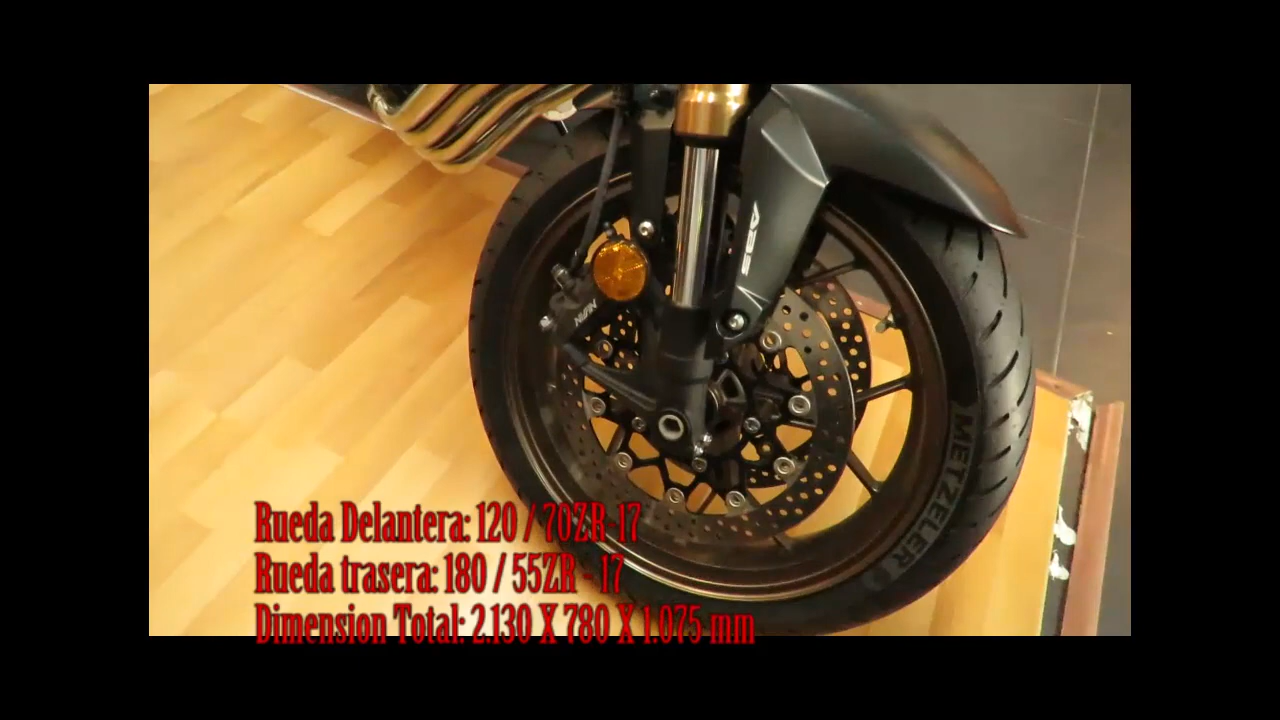 ABS
NISSIN
METZELER
Rueda Delantera: 120 / 70ZR-17
Rueda trasera: 180 / 55ZR - 17
Dimension Total: 2.130 X 780 X 1.075 mm